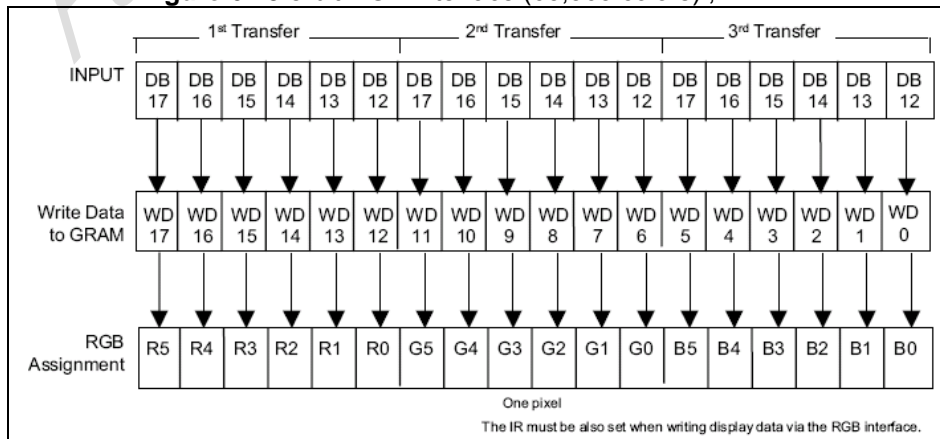 1st Transfer 2nd Transfer 3rd Transfer
INPUT DB DB DB DB DB DB DB DB DB DB DB DB DB DB DB DB DB DB
17 16 15 14 13 12 17 16 15 14 13 12 17 16 15 14 13 12
Write Data WD WD WD WD WD WD WD WD WD WD WD WD WD WD WD WD WD WD
to GRAM 17 16 15 14 13 12 11 10 9 8 7 6 5 4 3 2 1 0
RGB R5 R4 R3 R2 R1 R0 G5 G4 G3 G2 G1 G0 B5 B4 B3 B2 B1 B0
Assignment
One pixel
The IR must be also set when writing display data via the RGB interface.